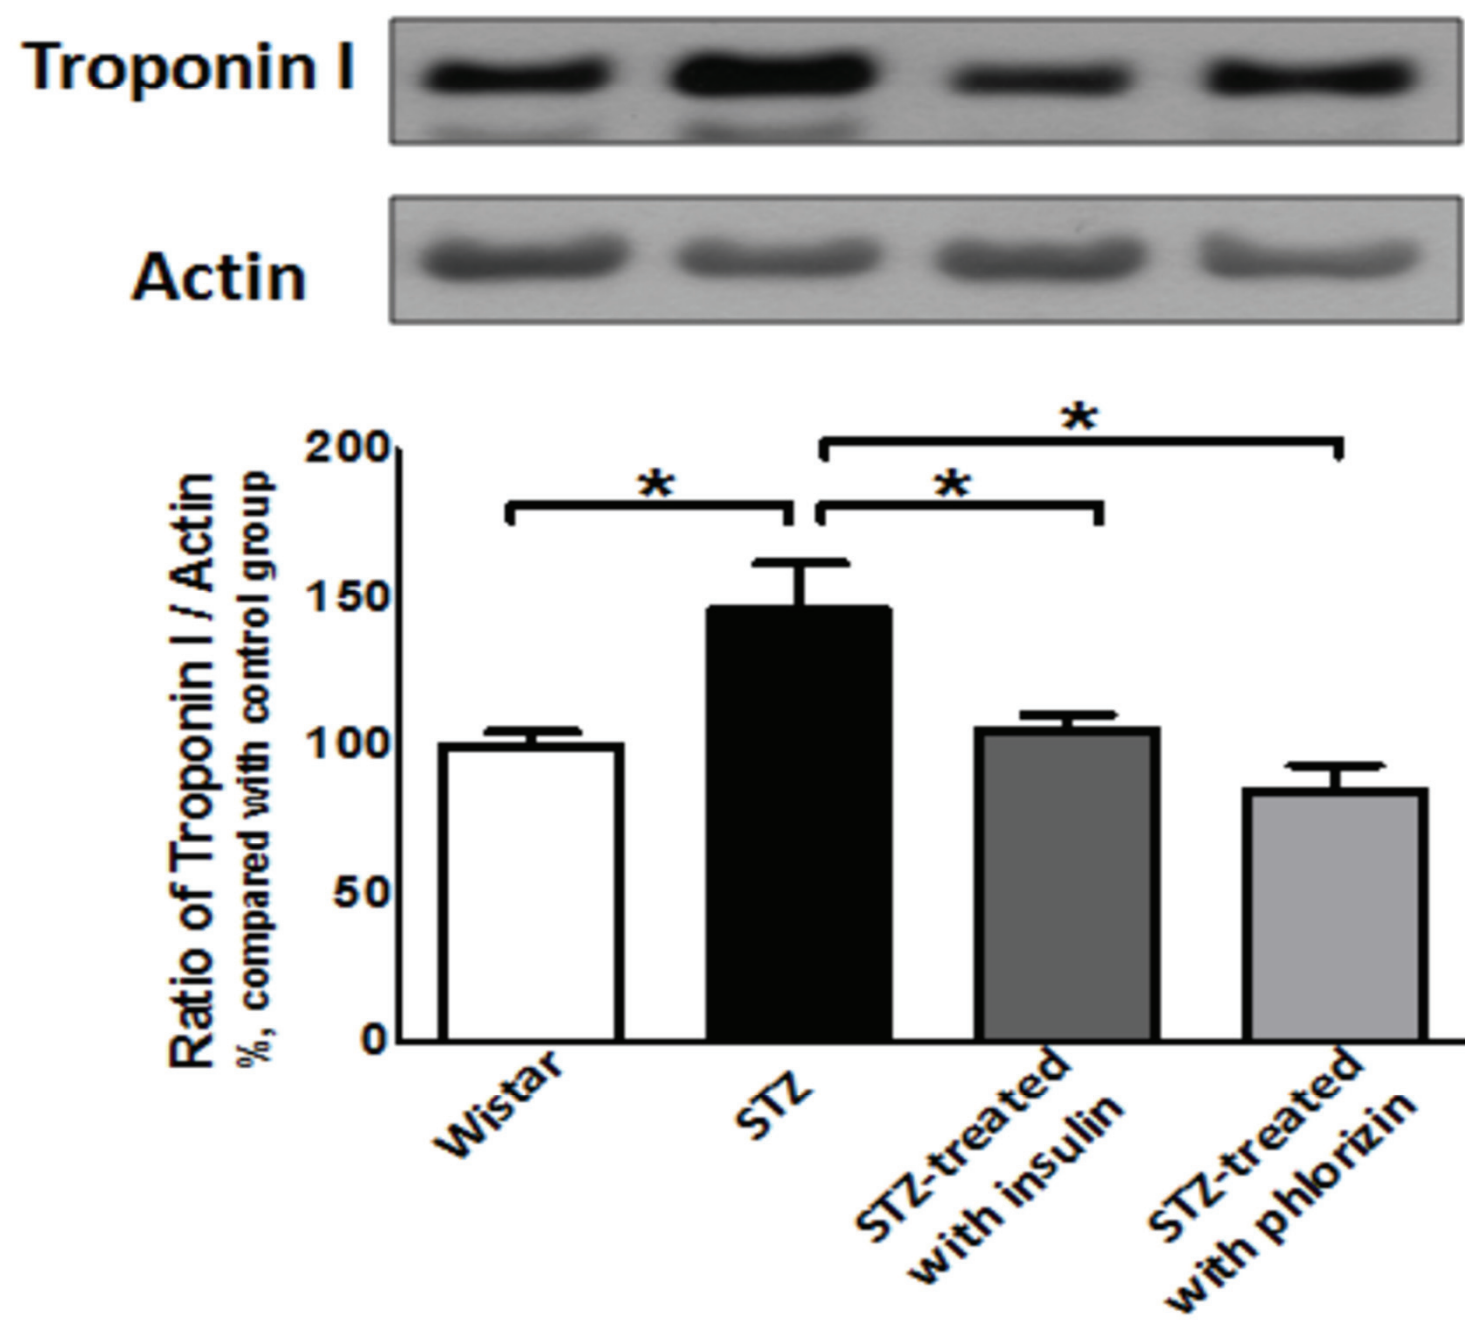 Troponin I
Actin
*
* *
200
150
100
50
0
Ratio of Troponin I / Actin
%, compared with control group
Wistar
STZ
STZ-treated
with insulin
STZ-treated
with phlorizin